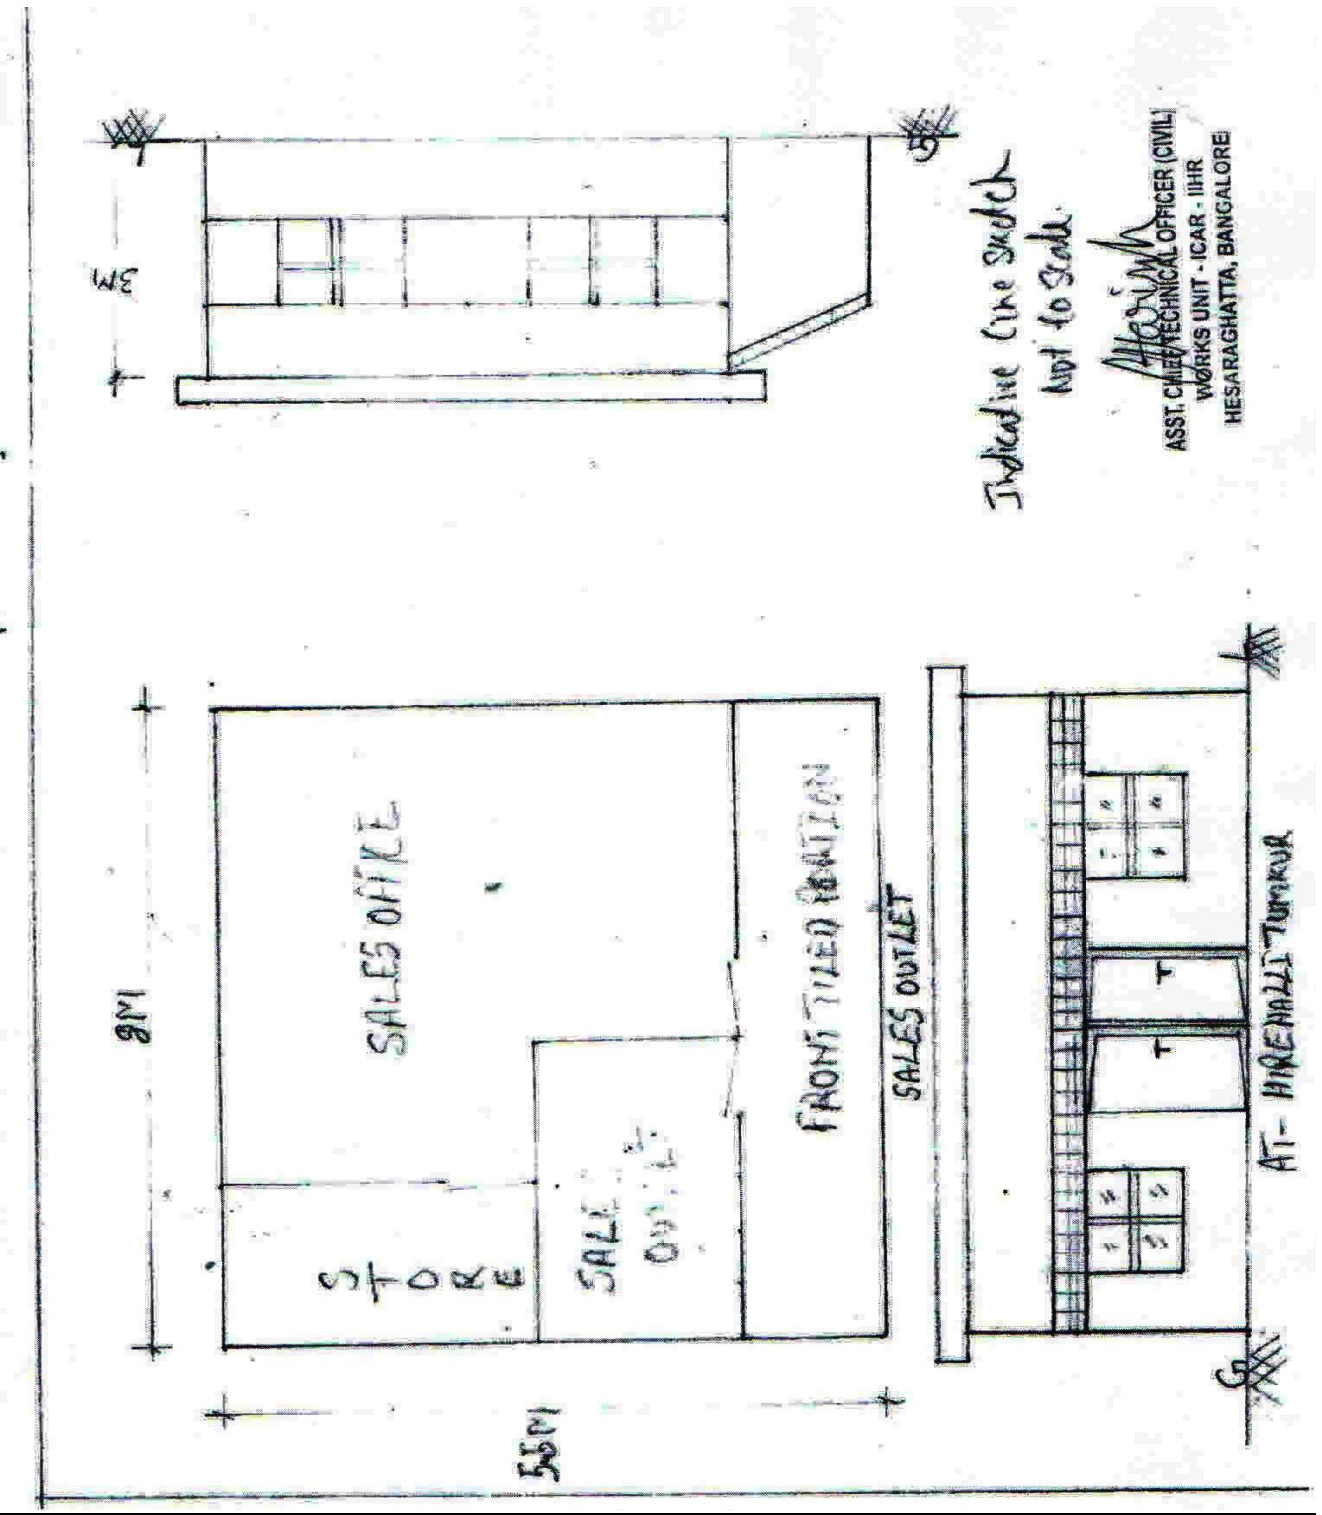 8M
3M
SALES OFFICE
S
T
O
R
E
5.5M
SALE
FRONT TILED PORTION
SALES OUTLET
G
L
G
L
AT- HIREHALLI TUMKUR
Indicative Line Sketch
Not to Scale.
ASST. CHIEF TECHNICAL OFFICER (CIVIL)
WORKS UNIT - ICAR - IIHR
HESARAGHATTA, BANGALORE